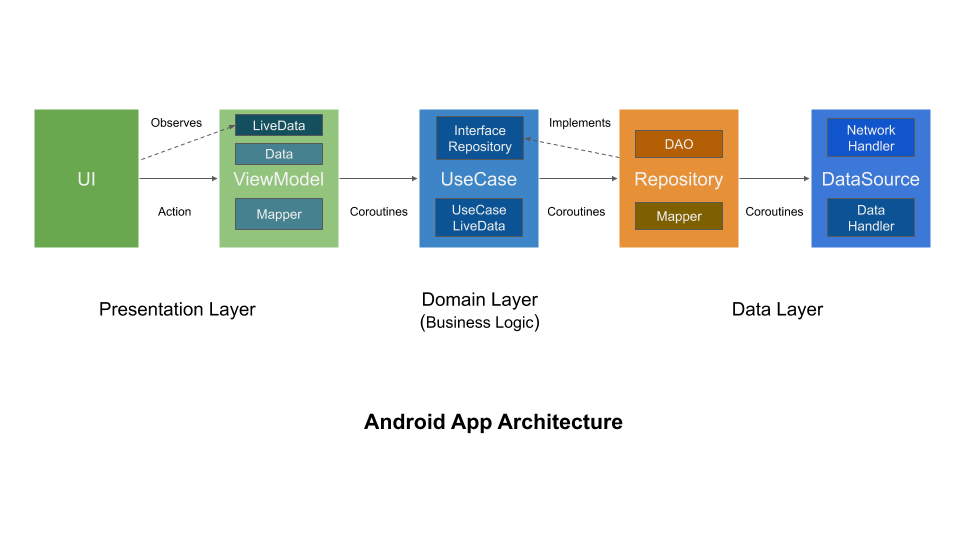 Observes
LiveData
Data
UI
ViewModel
Action
Mapper
Coroutines
Interface
Repository
UseCase
UseCase
LiveData
Implements
Coroutines
DAO
Repository
Mapper
Coroutines
Network
Handler
DataSource
Data
Handler
Presentation Layer
Domain Layer
(Business Logic)
Data Layer
Android App Architecture